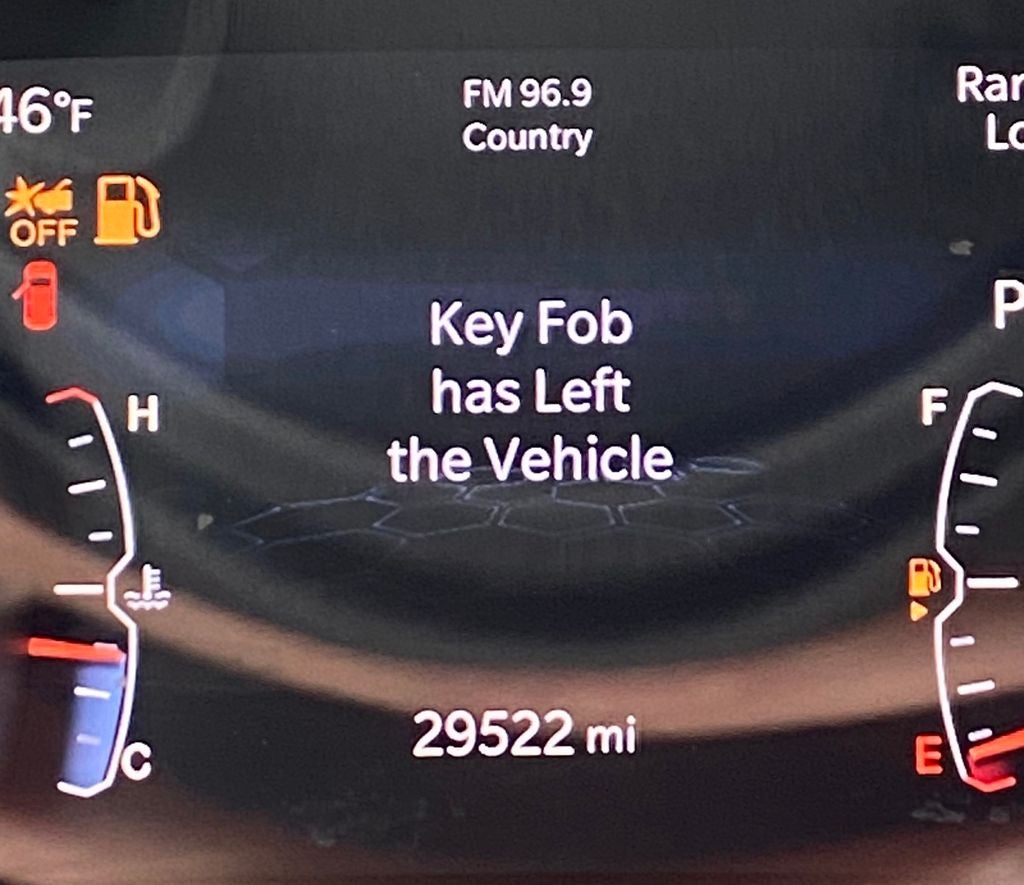 46°F
FM 96.9
Country
OFF
Key Fob
has Left
the Vehicle
P
H
F
C
E
29522 mi